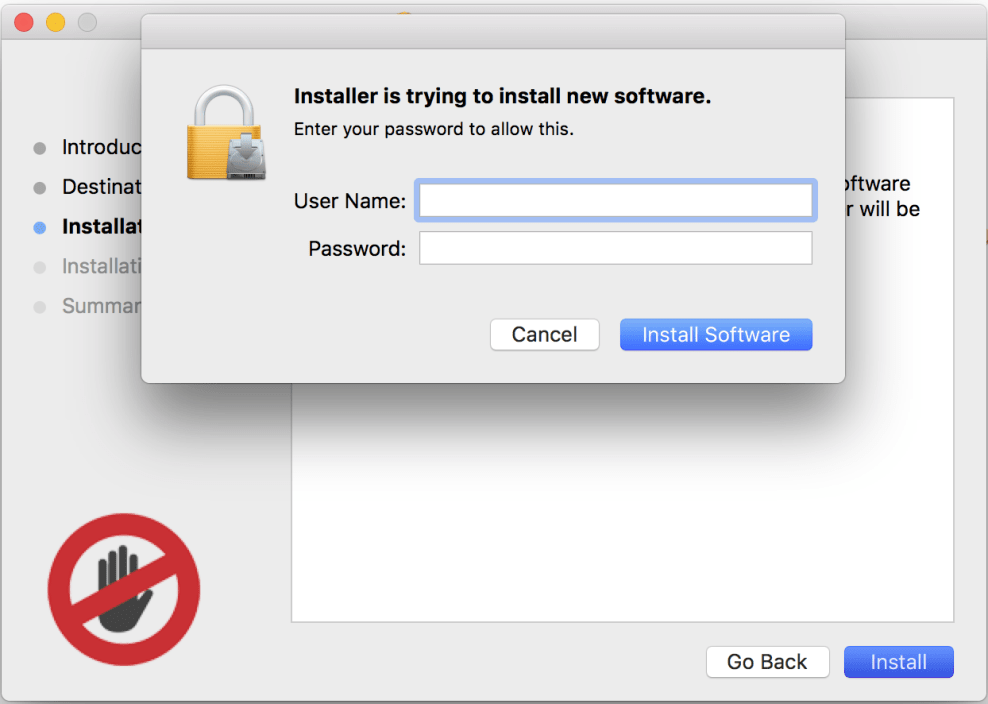 Installer is trying to install new software.
Enter your password to allow this.
User Name:
Password:
Cancel
Install Software
Introduc
Destinat
Installat
Installati
Summar
oftware
r will be
Go Back
Install